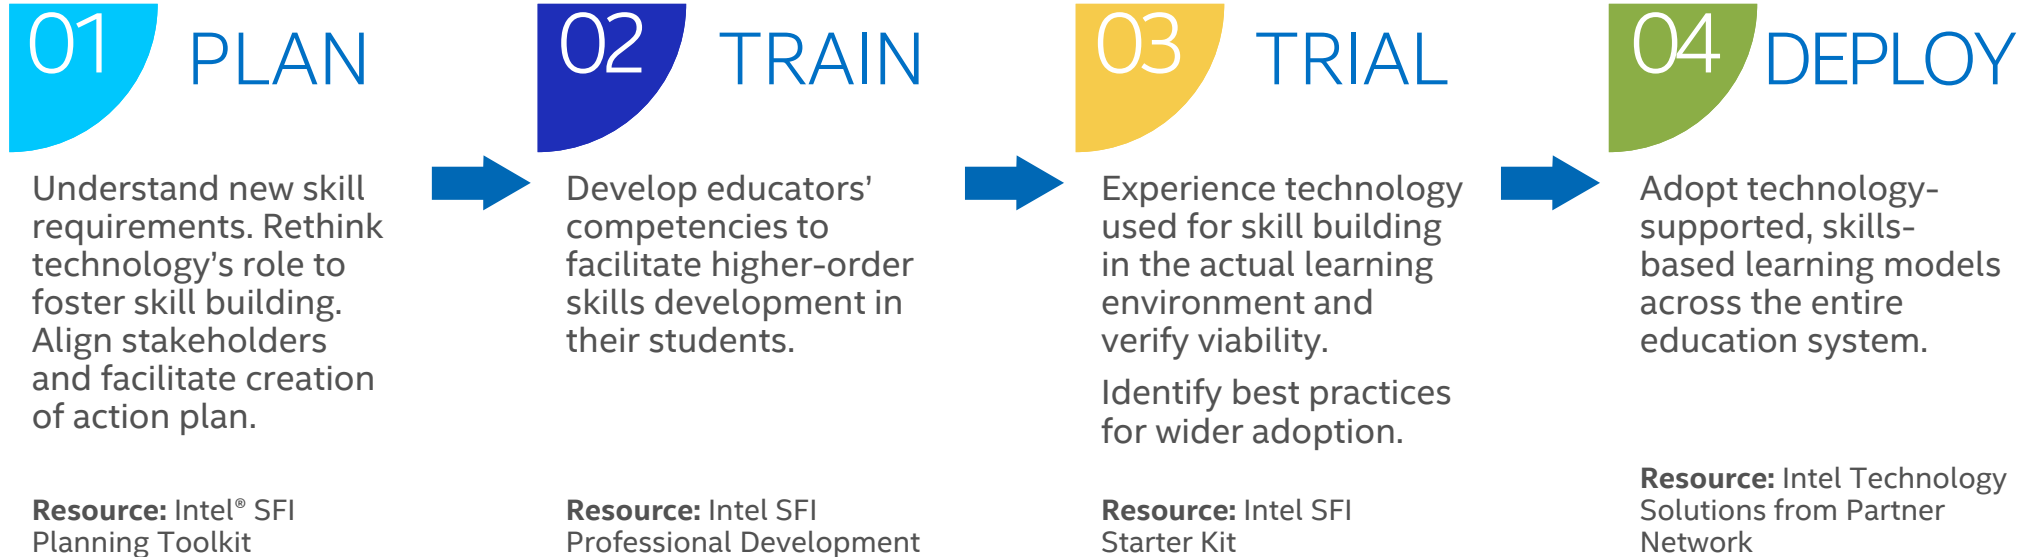 01 PLAN
Understand new skill
requirements. Rethink
technology’s role to
foster skill building.
Align stakeholders
and facilitate creation
of action plan.
Resource: Intel® SFI
Planning Toolkit
02 TRAIN
Develop educators’
competencies to
facilitate higher-order
skills development in
their students.
Resource: Intel SFI
Professional Development
03 TRIAL
Experience technology
used for skill building
in the actual learning
environment and
verify viability.
Identify best practices
for wider adoption.
Resource: Intel SFI
Starter Kit
04 DEPLOY
Adopt technology-
supported, skills-
based learning models
across the entire
education system.
Resource: Intel Technology
Solutions from Partner
Network